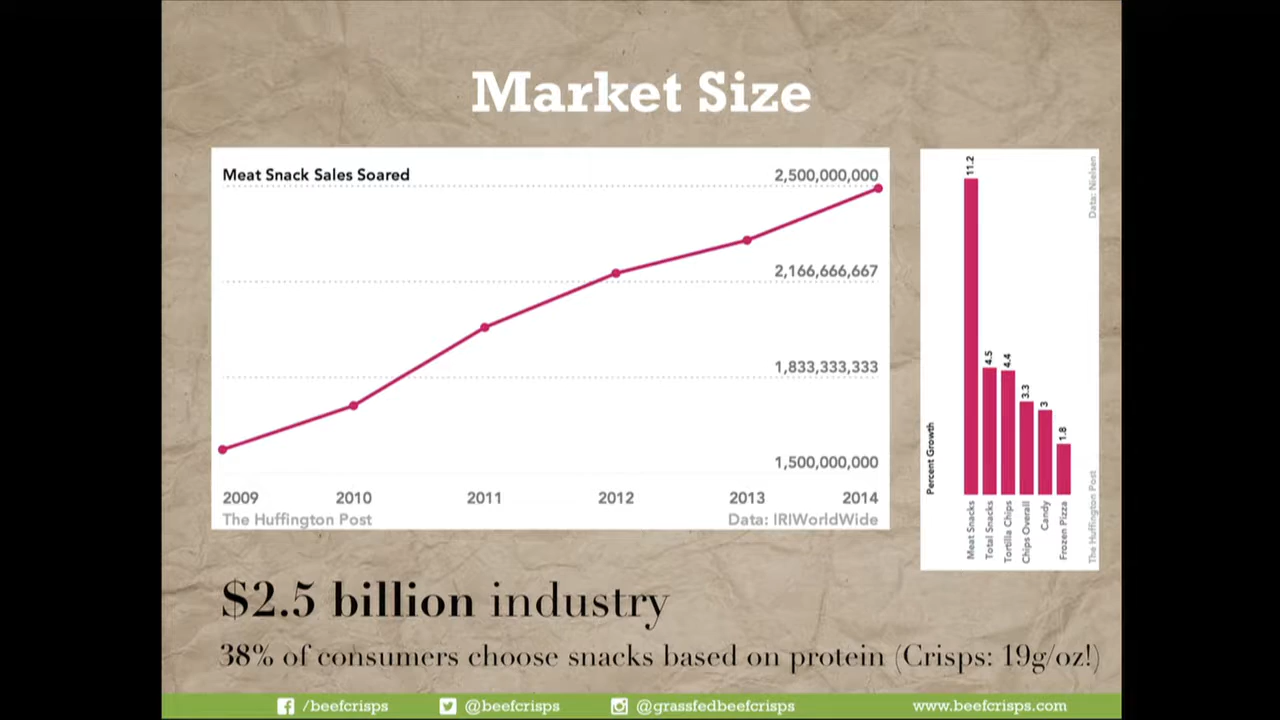 Market Size
Meat Snack Sales Soared
2,500,000,000
2,166,666,667
1,833,333,333
1,500,000,000
2009 2010 2011 2012 2013 2014
The Huffington Post Data: IRIWorldWide
Percent Growth
11.2
4.5
4.4
3.3
3
1.8
Meat Snacks
Total Snacks
Tortilla Chips
Chips Overall
Candy
Frozen Pizza
The Huffington Post Data: Nielsen
$2.5 billion industry
38% of consumers choose snacks based on protein (Crisps: 19g/oz!)
/beefcrisps @beefcrisps @grassfedbeefcrisps www.beefcrisps.com